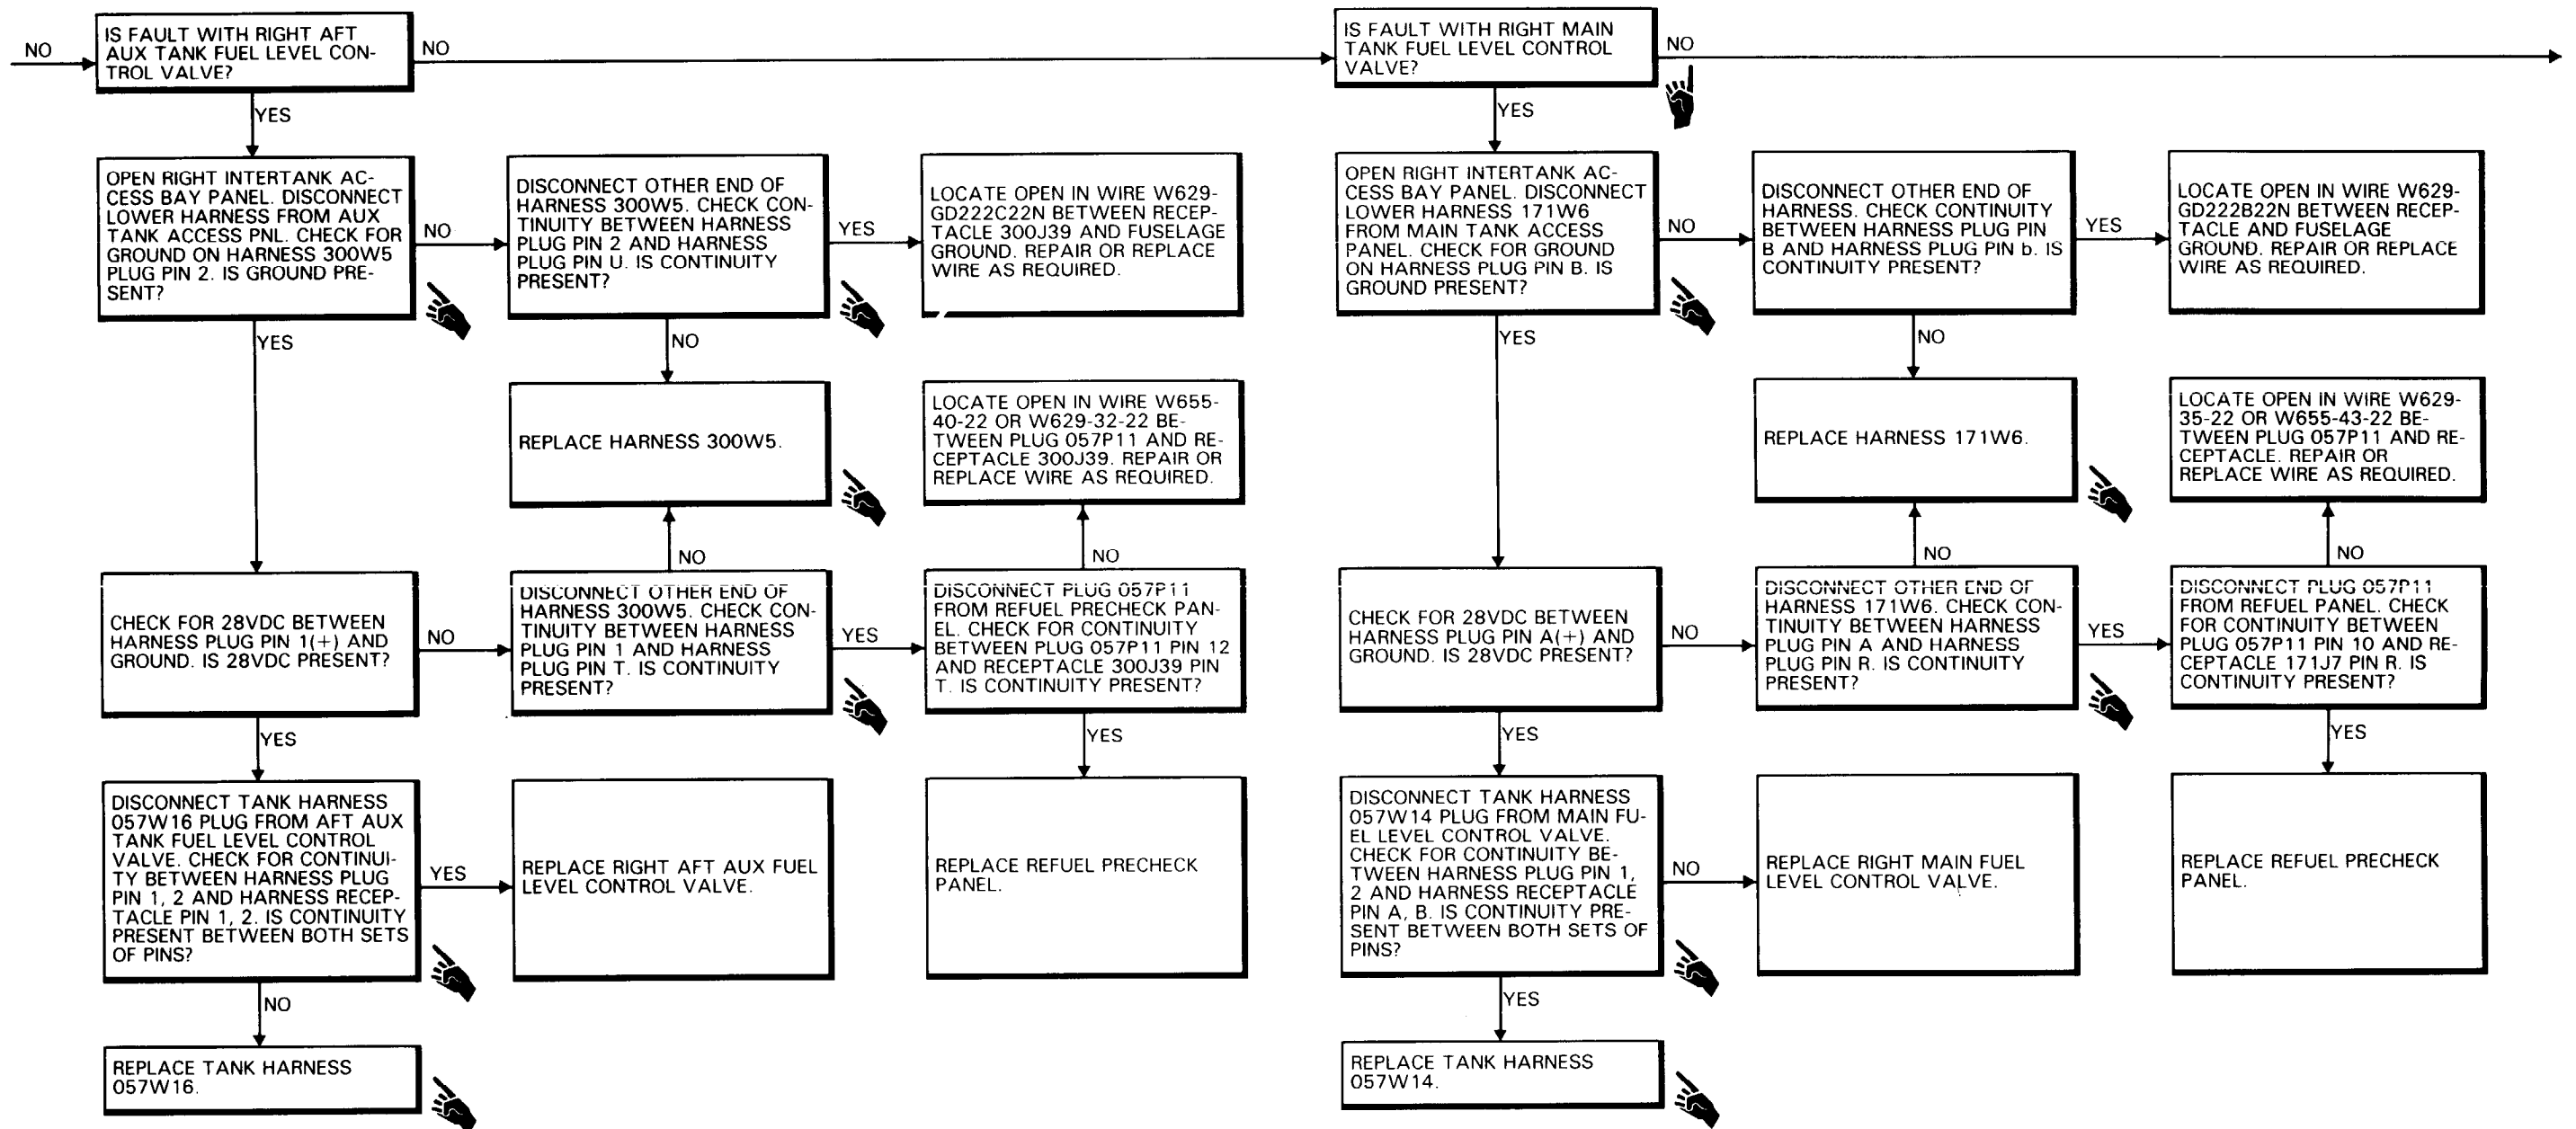 NO
IS FAULT WITH RIGHT AFT
AUX TANK FUEL LEVEL CON-
TROL VALVE?
NO
YES
OPEN RIGHT INTERTANK AC-
CESS BAY PANEL. DISCONNECT
LOWER HARNESS FROM AUX
TANK ACCESS PNL. CHECK FOR
GROUND ON HARNESS 300W5
PLUG PIN 2. IS GROUND PRE-
SENT?
NO
YES
DISCONNECT OTHER END OF
HARNESS 300W5. CHECK CON-
TINUITY BETWEEN HARNESS
PLUG PIN 2 AND HARNESS
PLUG PIN U. IS CONTINUITY
PRESENT?
YES
NO
LOCATE OPEN IN WIRE W629-
GD222C22N BETWEEN RECEP-
TACLE 300J39 AND FUSELAGE
GROUND. REPAIR OR REPLACE
WIRE AS REQUIRED.
REPLACE HARNESS 300W5.
NO
LOCATE OPEN IN WIRE W655-
40-22 OR W629-32-22 BE-
TWEEN PLUG 057P11 AND RE-
CEPTACLE 300J39. REPAIR OR
REPLACE WIRE AS REQUIRED.
NO
CHECK FOR 28VDC BETWEEN
HARNESS PLUG PIN 1(+) AND
GROUND. IS 28VDC PRESENT?
NO
YES
DISCONNECT OTHER END OF
HARNESS 300W5. CHECK CON-
TINUITY BETWEEN HARNESS
PLUG PIN 1 AND HARNESS
PLUG PIN T. IS CONTINUITY
PRESENT?
YES
DISCONNECT PLUG 057P11
FROM REFUEL PRECHECK PAN-
EL. CHECK FOR CONTINUITY
BETWEEN PLUG 057P11 PIN 12
AND RECEPTACLE 300J39 PIN
T. IS CONTINUITY PRESENT?
YES
DISCONNECT TANK HARNESS
057W16 PLUG FROM AFT AUX
TANK FUEL LEVEL CONTROL
VALVE. CHECK FOR CONTINUI-
TY BETWEEN HARNESS PLUG
PIN 1, 2 AND HARNESS RECEP-
TACLE PIN 1, 2. IS CONTINUITY
PRESENT BETWEEN BOTH SETS
OF PINS?
YES
NO
REPLACE RIGHT AFT AUX FUEL
LEVEL CONTROL VALVE.
REPLACE REFUEL PRECHECK
PANEL.
REPLACE TANK HARNESS
057W16.
IS FAULT WITH RIGHT MAIN
TANK FUEL LEVEL CONTROL
VALVE?
NO
YES
OPEN RIGHT INTERTANK AC-
CESS BAY PANEL. DISCONNECT
LOWER HARNESS 171W6
FROM MAIN TANK ACCESS
PANEL. CHECK FOR GROUND
ON HARNESS PLUG PIN B. IS
GROUND PRESENT?
NO
YES
DISCONNECT OTHER END OF
HARNESS. CHECK CONTINUITY
BETWEEN HARNESS PLUG PIN
B AND HARNESS PLUG PIN b. IS
CONTINUITY PRESENT?
YES
NO
LOCATE OPEN IN WIRE W629-
GD222B22N BETWEEN RECEP-
TACLE AND FUSELAGE
GROUND. REPAIR OR REPLACE
WIRE AS REQUIRED.
REPLACE HARNESS 171W6.
NO
LOCATE OPEN IN WIRE W629-
35-22 OR W655-43-22 BE-
TWEEN PLUG 057P11 AND RE-
CEPTACLE. REPAIR OR
REPLACE WIRE AS REQUIRED.
NO
CHECK FOR 28VDC BETWEEN
HARNESS PLUG PIN A(+) AND
GROUND. IS 28VDC PRESENT?
NO
YES
DISCONNECT OTHER END OF
HARNESS 171W6. CHECK CON-
TINUITY BETWEEN HARNESS
PLUG PIN A AND HARNESS
PLUG PIN R. IS CONTINUITY
PRESENT?
YES
DISCONNECT PLUG 057P11
FROM REFUEL PANEL. CHECK
FOR CONTINUITY BETWEEN
PLUG 057P11 PIN 10 AND RE-
CEPTACLE 171J7 PIN R. IS
CONTINUITY PRESENT?
YES
DISCONNECT TANK HARNESS
057W14 PLUG FROM MAIN FU-
EL LEVEL CONTROL VALVE.
CHECK FOR CONTINUITY BE-
TWEEN HARNESS PLUG PIN 1,
2 AND HARNESS RECEPTACLE
PIN A, B. IS CONTINUITY PRE-
SENT BETWEEN BOTH SETS OF
PINS?
NO
YES
REPLACE RIGHT MAIN FUEL
LEVEL CONTROL VALVE.
REPLACE REFUEL PRECHECK
PANEL.
REPLACE TANK HARNESS
057W14.